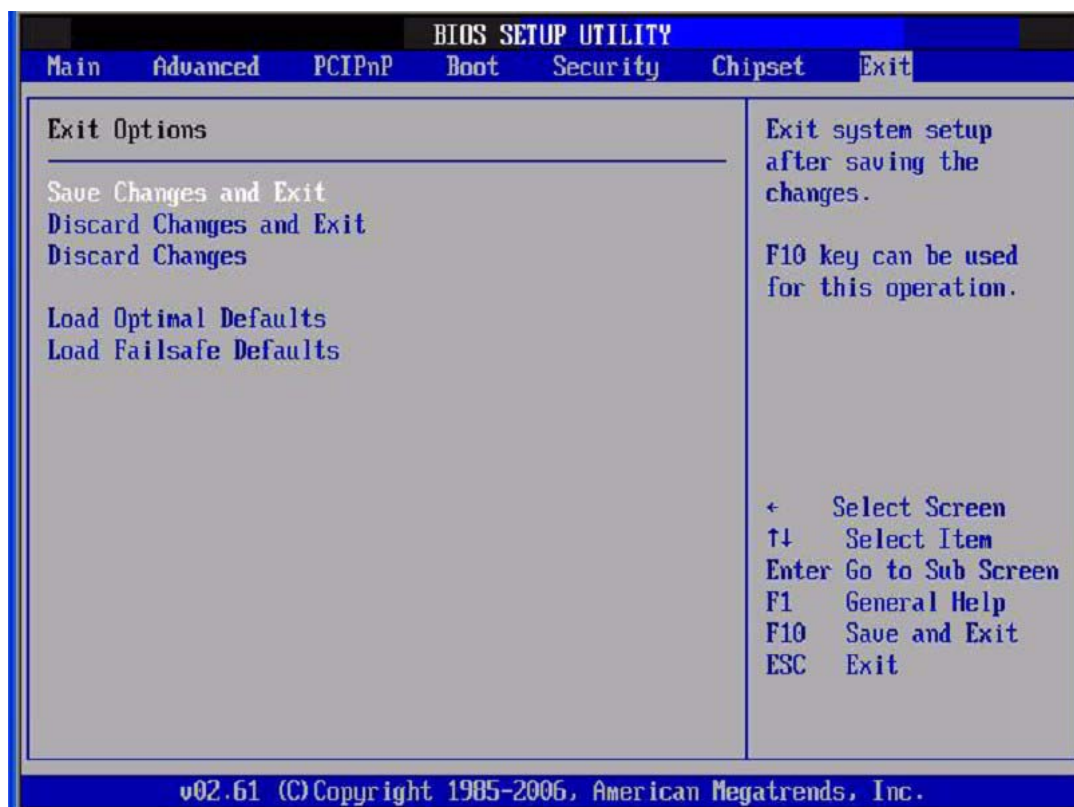 BIOS SETUP UTILITY
Main Advanced PCIPnP Boot Security Chipset Exit
Exit Options
Save Changes and Exit
Discard Changes and Exit
Discard Changes
Load Optimal Defaults
Load Failsafe Defaults
Exit system setup
after saving the
changes.
F10 key can be used
for this operation.
← Select Screen
↑↓ Select Item
Enter Go to Sub Screen
F1 General Help
F10 Save and Exit
ESC Exit
v02.61 (C)Copyright 1985-2006, American Megatrends, Inc.